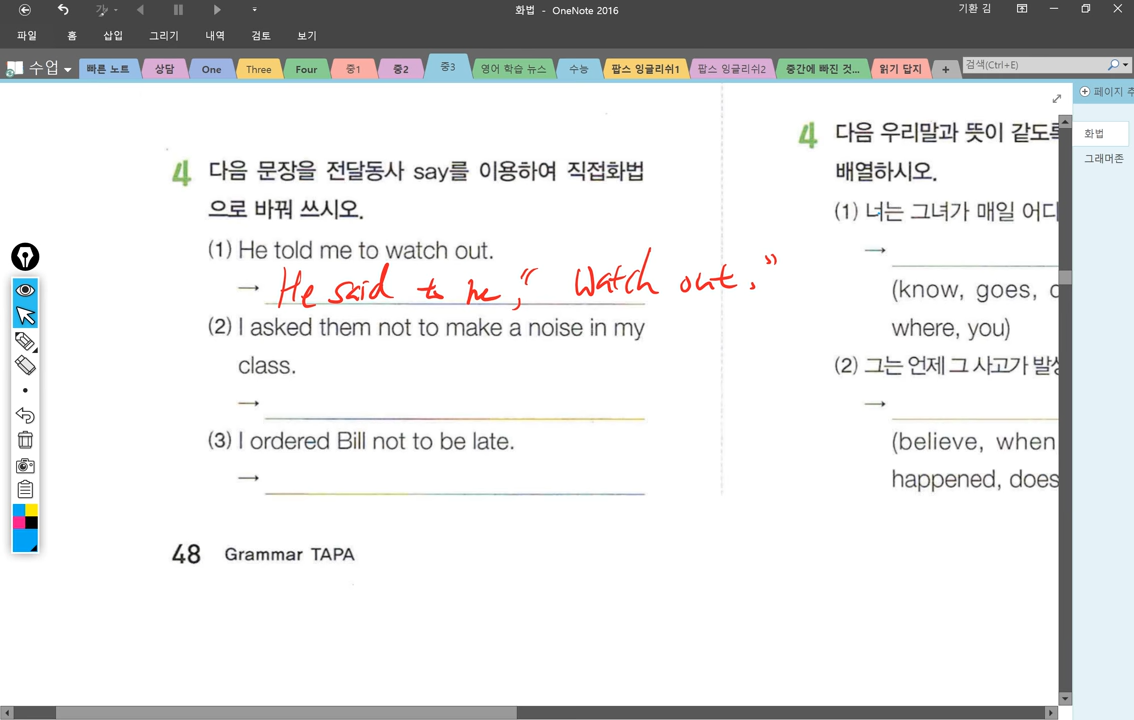 화법 - OneNote 2016
기환 김
파일 홈 삽입 그리기 내역 검토 보기
수업 빠른 노트 상담 One Three Four 중1 중2 중3 영어 학습 뉴스 수능 팝스 잉글리쉬1 팝스 잉글리쉬2 중간에 빠진 것... 읽기 답지 + 검색(Ctrl+E)
페이지 추
화법
그래머존
4 다음 문장을 전달동사 say를 이용하여 직접화법
으로 바꿔 쓰시오.
(1) He told me to watch out.
→ He said to me, “Watch out.”
(2) I asked them not to make a noise in my
class.
→
(3) I ordered Bill not to be late.
→
48 Grammar TAPA
4 다음 우리말과 뜻이 같도록
배열하시오.
(1) 너는 그녀가 매일 어디
→
(know, goes,
where, you)
(2) 그는 언제 그 사고가 발생
→
(believe, when
happened, does